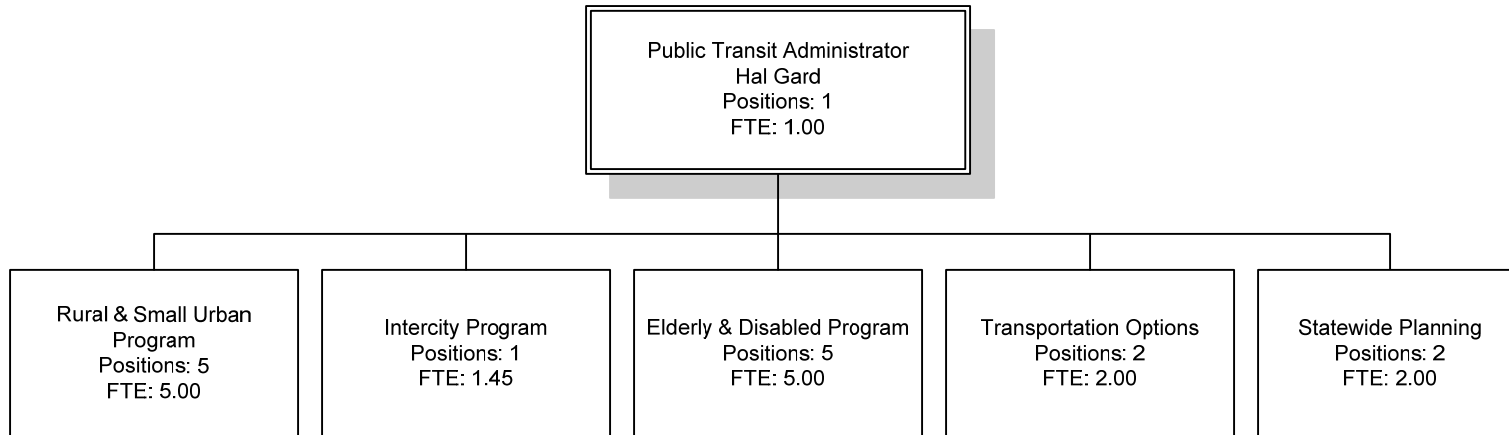 Public Transit Administrator
Hal Gard
Positions: 1
FTE: 1.00
Rural & Small Urban
Program
Positions: 5
FTE: 5.00
Intercity Program
Positions: 1
FTE: 1.45
Elderly & Disabled Program
Positions: 5
FTE: 5.00
Transportation Options
Positions: 2
FTE: 2.00
Statewide Planning
Positions: 2
FTE: 2.00